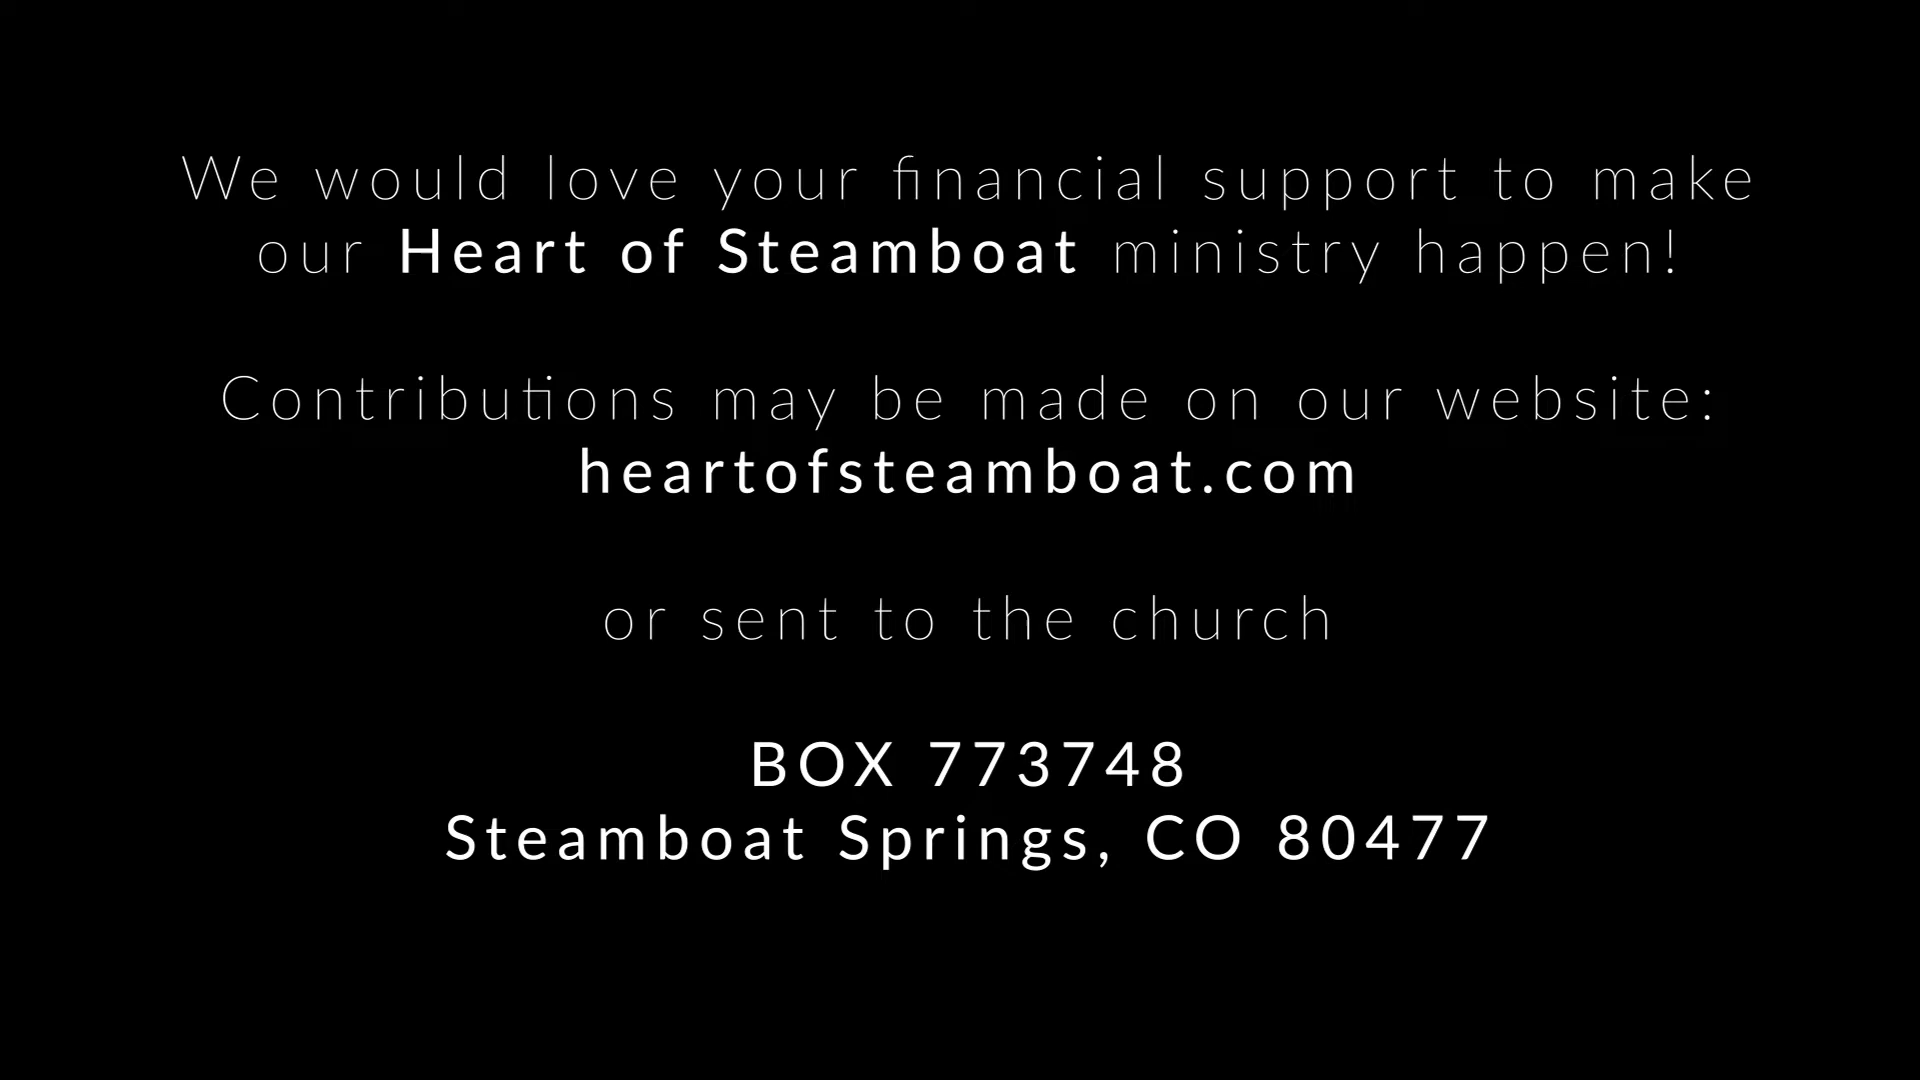 We would love your financial support to make
our Heart of Steamboat ministry happen!
Contributions may be made on our website:
heartofsteamboat.com
or sent to the church
BOX 773748
Steamboat Springs, CO 80477